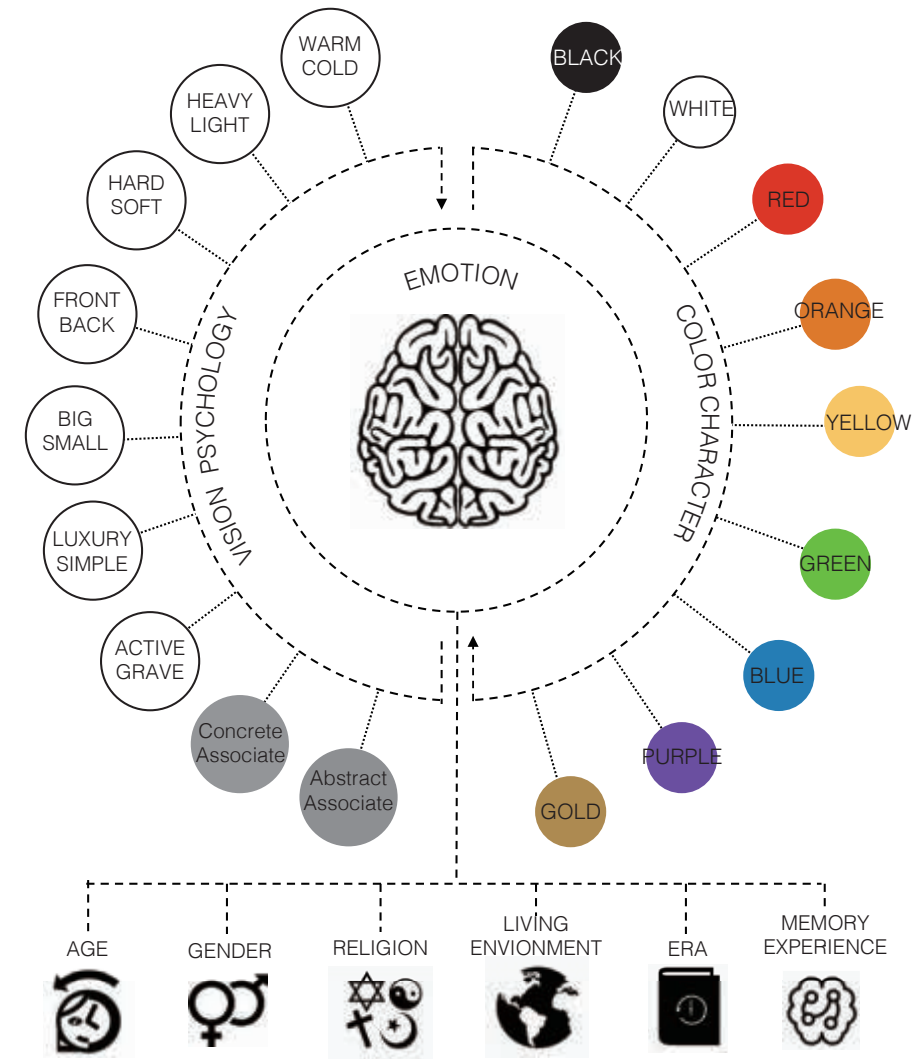 WARM
COLD
HEAVY
LIGHT
HARD
SOFT
FRONT
BACK
BIG
SMALL
LUXURY
SIMPLE
ACTIVE
GRAVE
Concrete
Associate
Abstract
Associate
VISION PSYCHOLOGY
EMOTION
COLOR CHARACTER
BLACK
WHITE
RED
ORANGE
YELLOW
GREEN
BLUE
PURPLE
GOLD
AGE
GENDER
RELIGION
LIVING
ENVIONMENT
ERA
MEMORY
EXPERIENCE